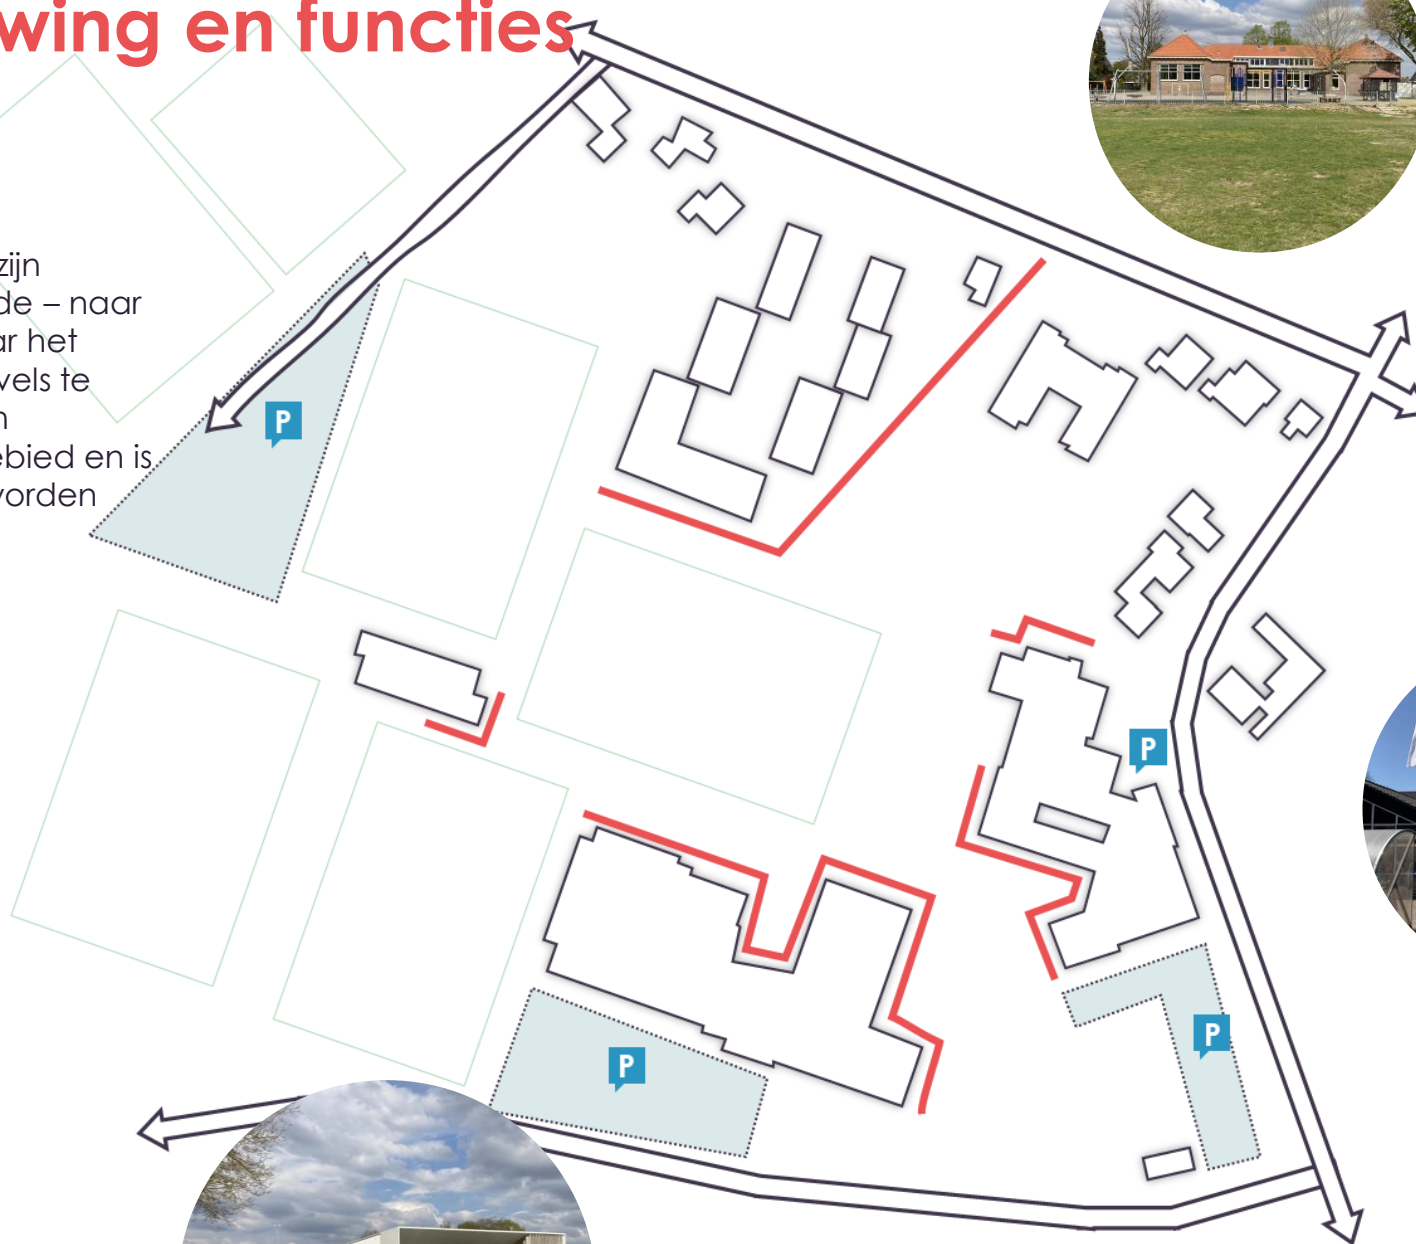 wing en functies
zijn
de – naar
ar het
vels te
n
ebied en is
vorden
P
P
P
P